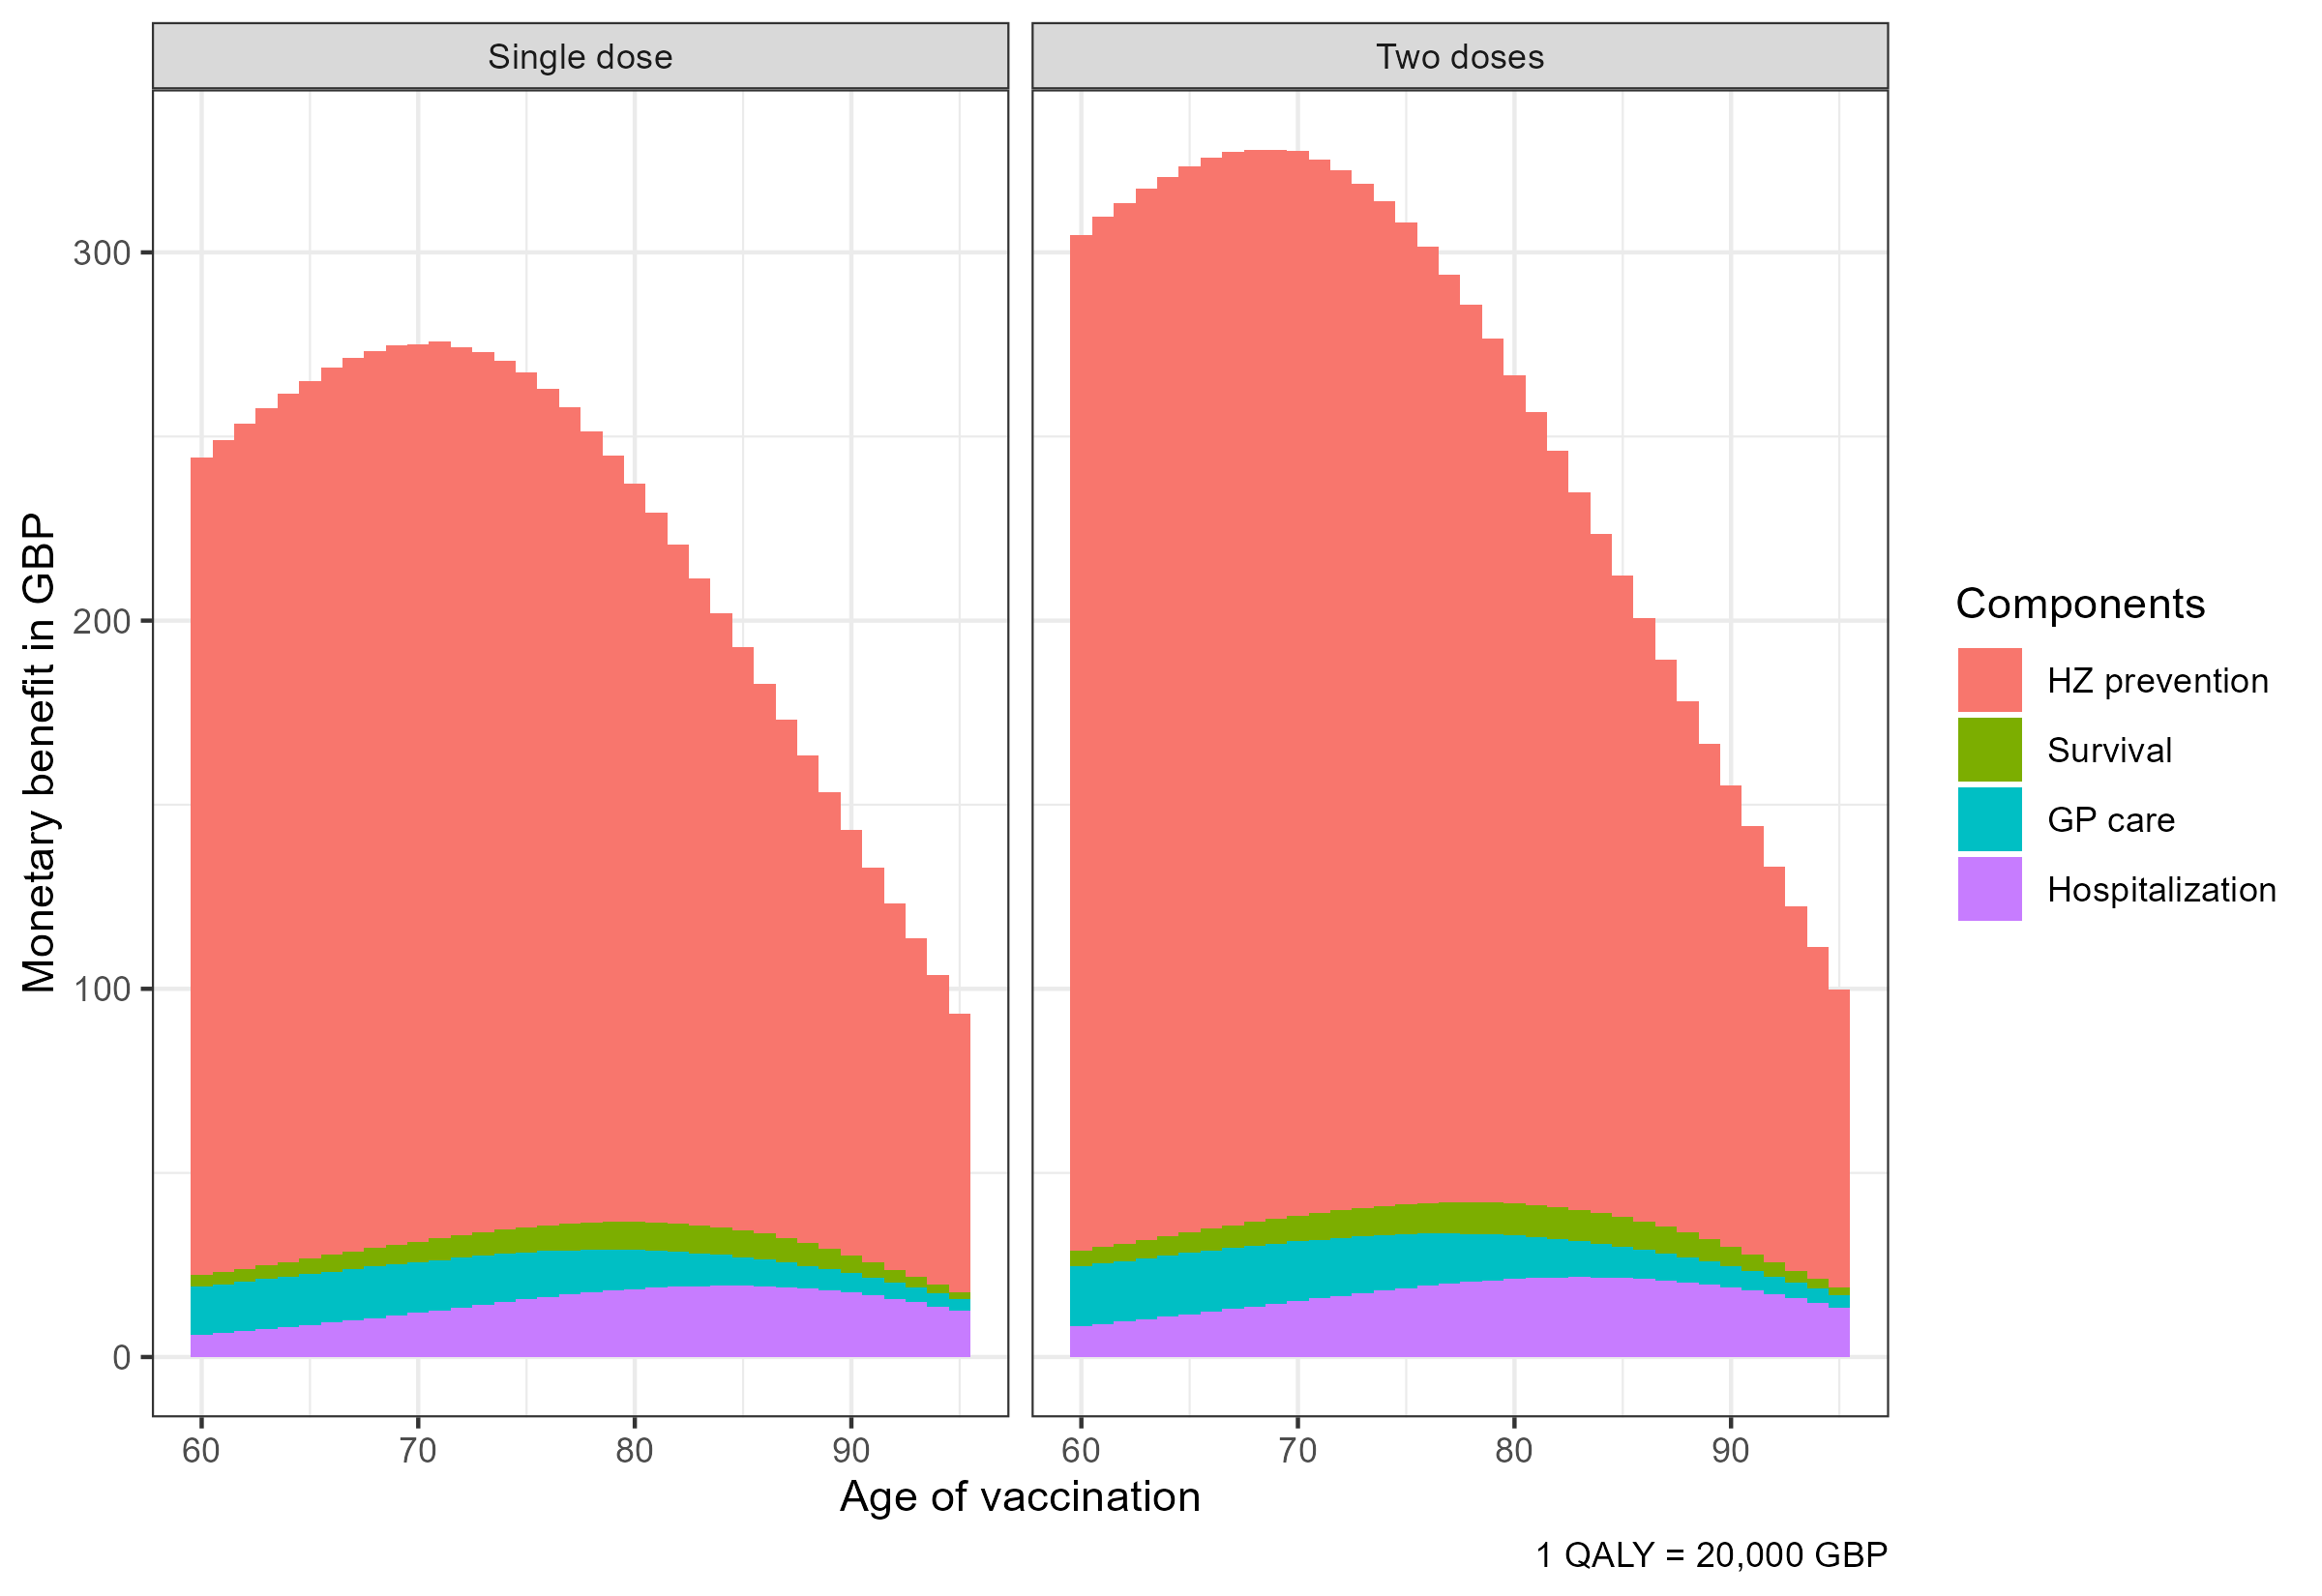 Single dose
Two doses
Monetary benefit in GBP
300
200
100
0
60 70 80 90
60 70 80 90
Age of vaccination
Components
HZ prevention
Survival
GP care
Hospitalization
1 QALY = 20,000 GBP